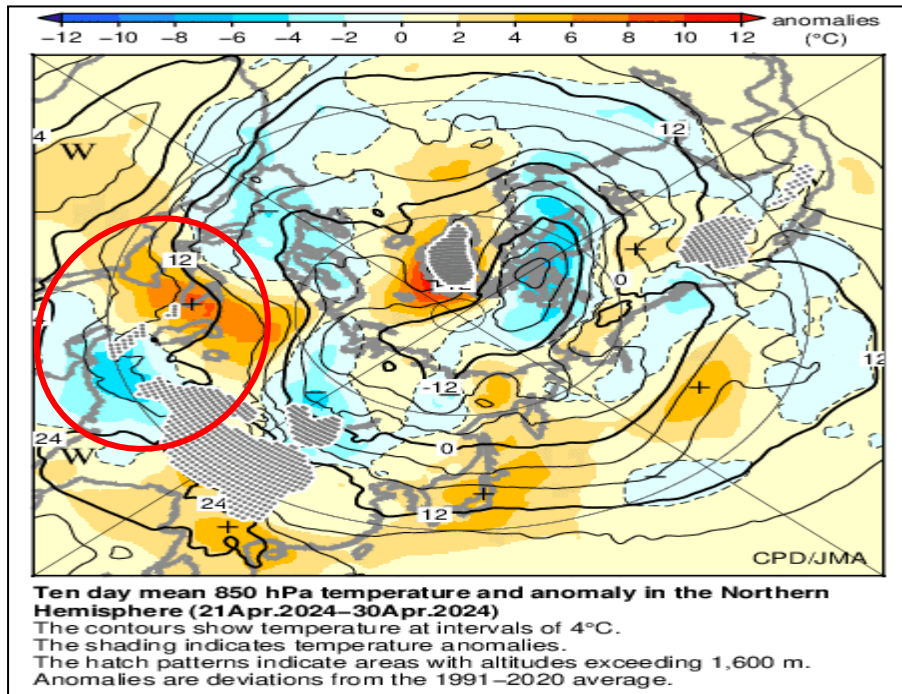 anomalies
−12 −10 −8 −6 −4 −2 0 2 4 6 8 10 12 (°C)
12
4
W
12
0
-12
12
24
W
0
24
12
CPD/JMA
Ten day mean 850 hPa temperature and anomaly in the Northern
Hemisphere (21Apr.2024−30Apr.2024)
The contours show temperature at intervals of 4°C.
The shading indicates temperature anomalies.
The hatch patterns indicate areas with altitudes exceeding 1,600 m.
Anomalies are deviations from the 1991−2020 average.